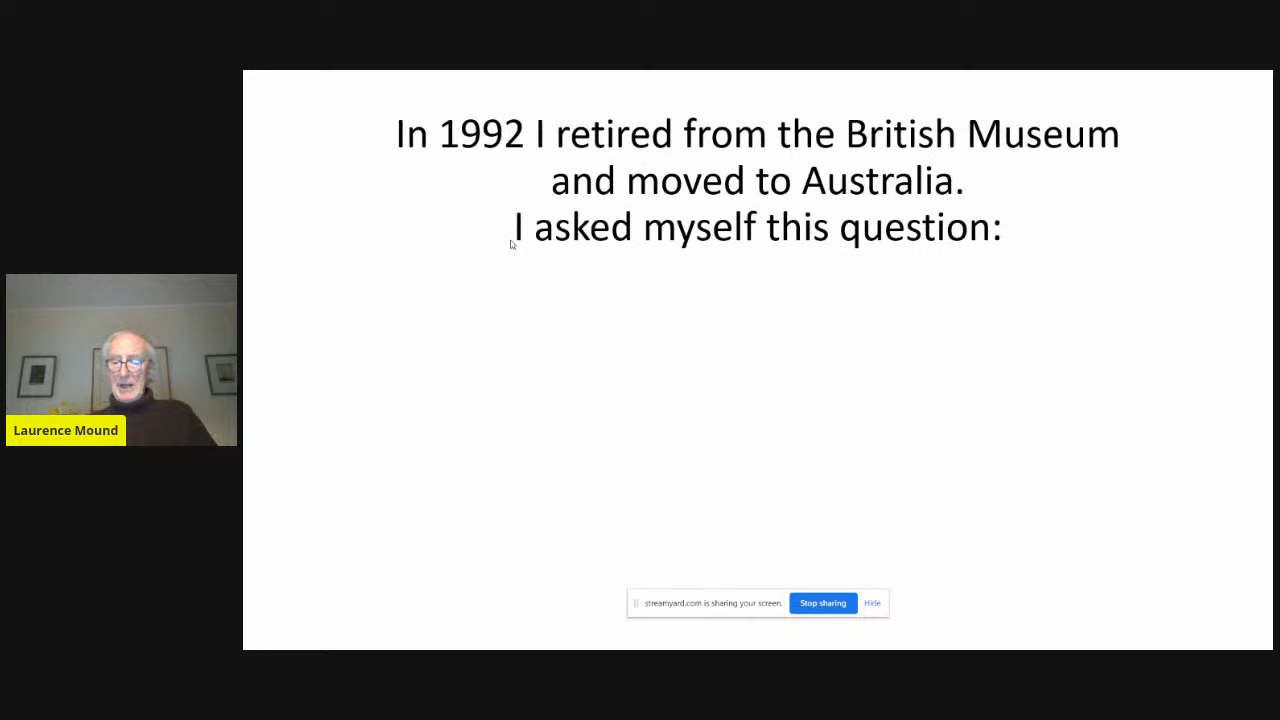 In 1992 I retired from the British Museum
and moved to Australia.
I asked myself this question:
Laurence Mound
streamyard.com is sharing your screen. Stop sharing Hide